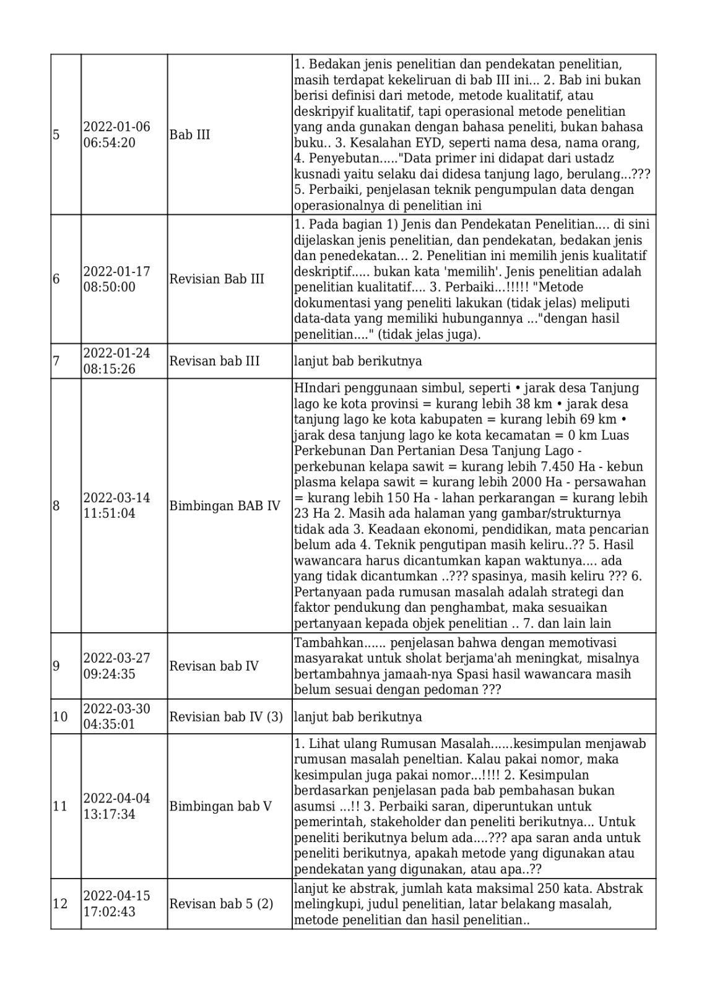 5
2022-01-06
06:54:20
Bab III
1. Bedakan jenis penelitian dan pendekatan penelitian,
masih terdapat kekeliruan di bab III ini... 2. Bab ini bukan
berisi definisi dari metode, metode kualitatif, atau
deskripyif kualitatif, tapi operasional metode penelitian
yang anda gunakan dengan bahasa peneliti, bukan bahasa
buku.. 3. Kesalahan EYD, seperti nama desa, nama orang,
4. Penyebutan....."Data primer ini didapat dari ustadz
kusnadi yaitu selaku dai didesa tanjung lago, berulang...???
5. Perbaiki, penjelasan teknik pengumpulan data dengan
operasionalnya di penelitian ini
6
2022-01-17
08:50:00
Revisian Bab III
1. Pada bagian 1) Jenis dan Pendekatan Penelitian.... di sini
dijelaskan jenis penelitian, dan pendekatan, bedakan jenis
dan penedekatan... 2. Penelitian ini memilih jenis kualitatif
deskriptif..... bukan kata 'memilih'. Jenis penelitian adalah
penelitian kualitatif.... 3. Perbaiki...!!!!! "Metode
dokumentasi yang peneliti lakukan (tidak jelas) meliputi
data-data yang memiliki hubungannya ..."dengan hasil
penelitian...." (tidak jelas juga).
7
2022-01-24
08:15:26
Revisan bab III
lanjut bab berikutnya
8
2022-03-14
11:51:04
Bimbingan BAB IV
HIndari penggunaan simbul, seperti • jarak desa Tanjung
lago ke kota provinsi = kurang lebih 38 km • jarak desa
tanjung lago ke kota kabupaten = kurang lebih 69 km •
jarak desa tanjung lago ke kota kecamatan = 0 km Luas
Perkebunan Dan Pertanian Desa Tanjung Lago -
perkebunan kelapa sawit = kurang lebih 7.450 Ha - kebun
plasma kelapa sawit = kurang lebih 2000 Ha - persawahan
= kurang lebih 150 Ha - lahan perkarangan = kurang lebih
23 Ha 2. Masih ada halaman yang gambar/strukturnya
tidak ada 3. Keadaan ekonomi, pendidikan, mata pencarian
belum ada 4. Teknik pengutipan masih keliru..?? 5. Hasil
wawancara harus dicantumkan kapan waktunya.... ada
yang tidak dicantumkan ..??? spasinya, masih keliru ??? 6.
Pertanyaan pada rumusan masalah adalah strategi dan
faktor pendukung dan penghambat, maka sesuaikan
pertanyaan kepada objek penelitian .. 7. dan lain lain
9
2022-03-27
09:24:35
Revisan bab IV
Tambahkan...... penjelasan bahwa dengan memotivasi
masyarakat untuk sholat berjama'ah meningkat, misalnya
bertambahnya jamaah-nya Spasi hasil wawancara masih
belum sesuai dengan pedoman ???
10
2022-03-30
04:35:01
Revisian bab IV (3)
lanjut bab berikutnya
11
2022-04-04
13:17:34
Bimbingan bab V
1. Lihat ulang Rumusan Masalah......kesimpulan menjawab
rumusan masalah peneltian. Kalau pakai nomor, maka
kesimpulan juga pakai nomor...!!!! 2. Kesimpulan
berdasarkan penjelasan pada bab pembahasan bukan
asumsi ...!! 3. Perbaiki saran, diperuntukan untuk
pemerintah, stakeholder dan peneliti berikutnya... Untuk
peneliti berikutnya belum ada....??? apa saran anda untuk
peneliti berikutnya, apakah metode yang digunakan atau
pendekatan yang digunakan, atau apa..??
12
2022-04-15
17:02:43
Revisan bab 5 (2)
lanjut ke abstrak, jumlah kata maksimal 250 kata. Abstrak
melingkupi, judul penelitian, latar belakang masalah,
metode penelitian dan hasil penelitian..